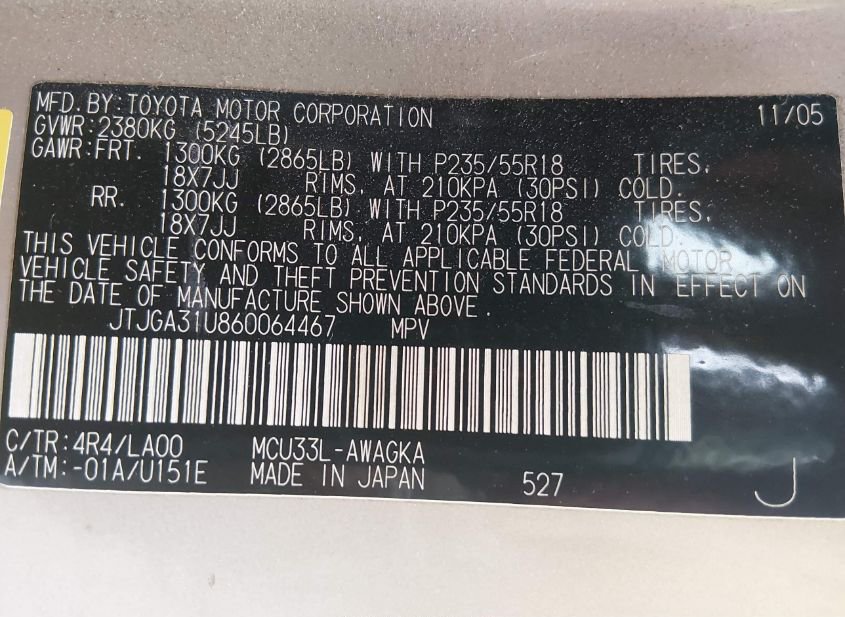 MFD.BY:TOYOTA MOTOR CORPORATION 11/05
GVWR:2380KG (5245LB)
GAWR:FRT. 1300KG (2865LB) WITH P235/55R18 TIRES,
18X7JJ RIMS, AT 210KPA (30PSI) COLD.
RR. 1300KG (2865LB) WITH P235/55R18 TIRES,
18X7JJ RIMS, AT 210KPA (30PSI) COLD.
THIS VEHICLE CONFORMS TO ALL APPLICABLE FEDERAL MOTOR
VEHICLE SAFETY AND THEFT PREVENTION STANDARDS IN EFFECT ON
THE DATE OF MANUFACTURE SHOWN ABOVE.
JTJGA31U860064467 MPV
C/TR:4R4/LA00 MCU33L-AWAGKA
A/TM:-01A/U151E MADE IN JAPAN 527 J